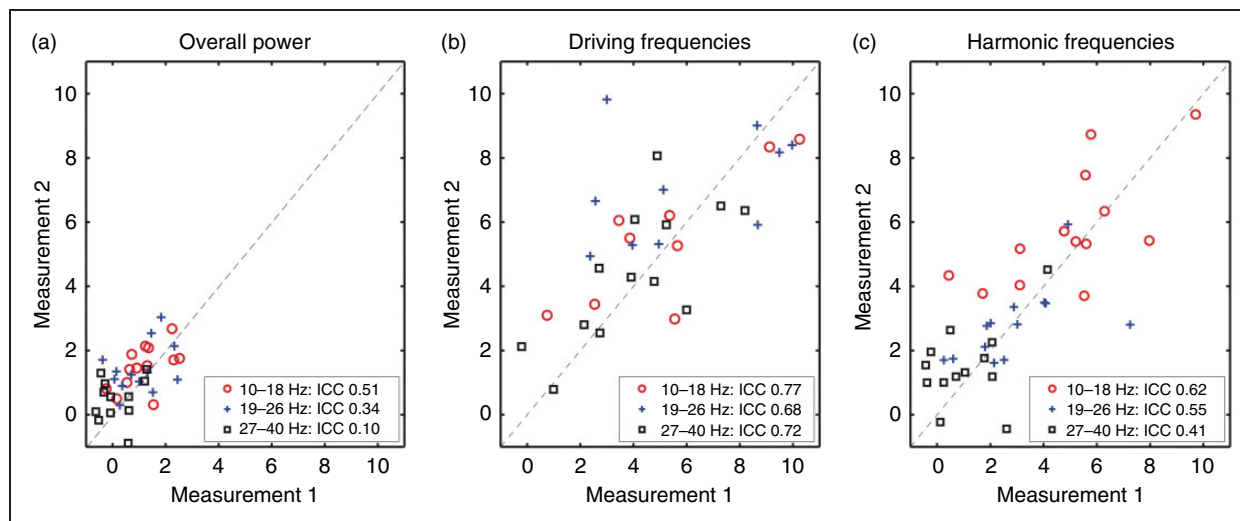 (a) Overall power
10
8
6
4
2
0
Measurement 2
10–18 Hz: ICC 0.51
19–26 Hz: ICC 0.34
27–40 Hz: ICC 0.10
0 2 4 6 8 10
Measurement 1
(b) Driving frequencies
10
8
6
4
2
0
Measurement 2
10–18 Hz: ICC 0.77
19–26 Hz: ICC 0.68
27–40 Hz: ICC 0.72
0 2 4 6 8 10
Measurement 1
(c) Harmonic frequencies
10
8
6
4
2
0
Measurement 2
10–18 Hz: ICC 0.62
19–26 Hz: ICC 0.55
27–40 Hz: ICC 0.41
0 2 4 6 8 10
Measurement 1